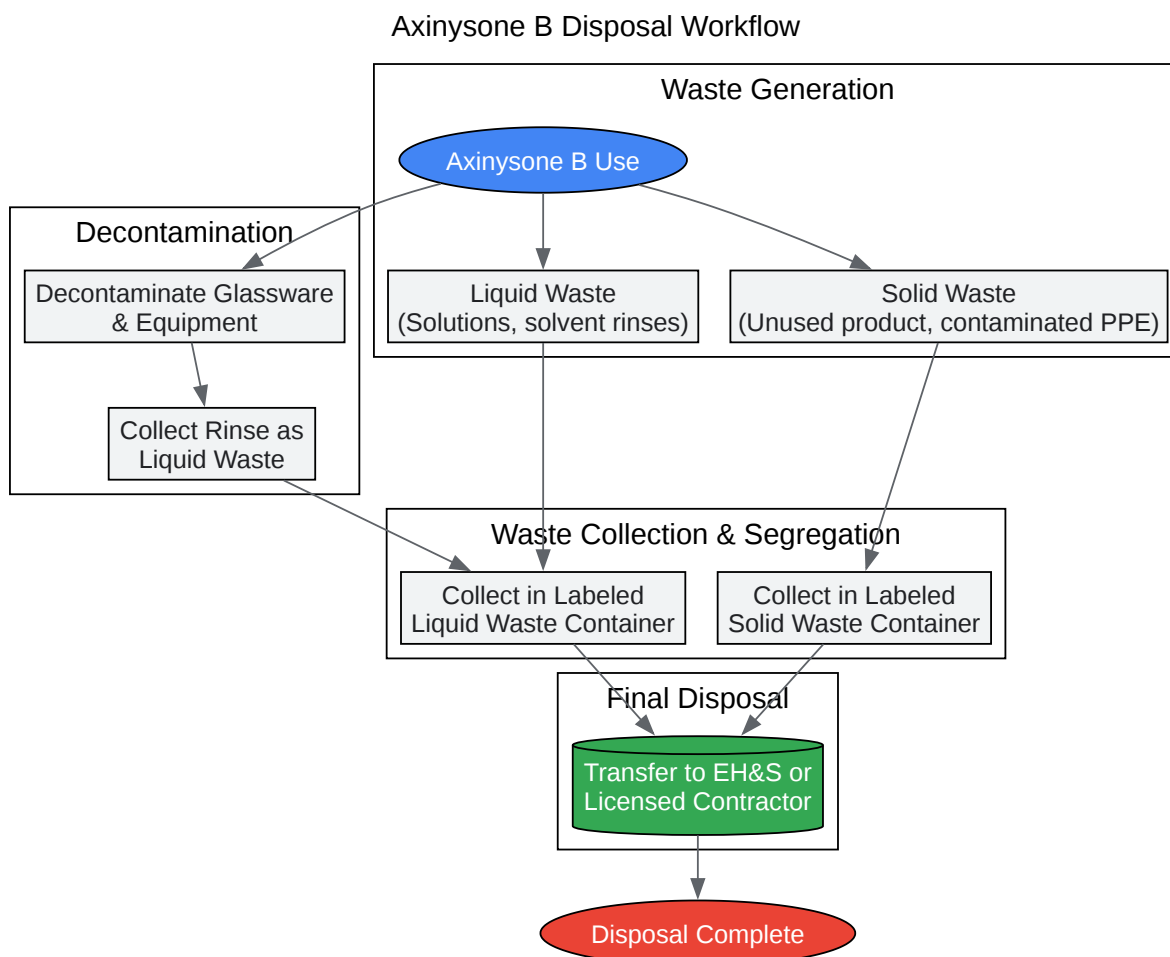 Axinysone B Disposal Workflow
Waste Generation
Axinysone B Use
Decontamination
Decontaminate Glassware
& Equipment
Liquid Waste
(Solutions, solvent rinses)
Solid Waste
(Unused product, contaminated PPE)
Collect Rinse as
Liquid Waste
Waste Collection & Segregation
Collect in Labeled
Liquid Waste Container
Collect in Labeled
Solid Waste Container
Final Disposal
Transfer to EH&S or
Licensed Contractor
Disposal Complete